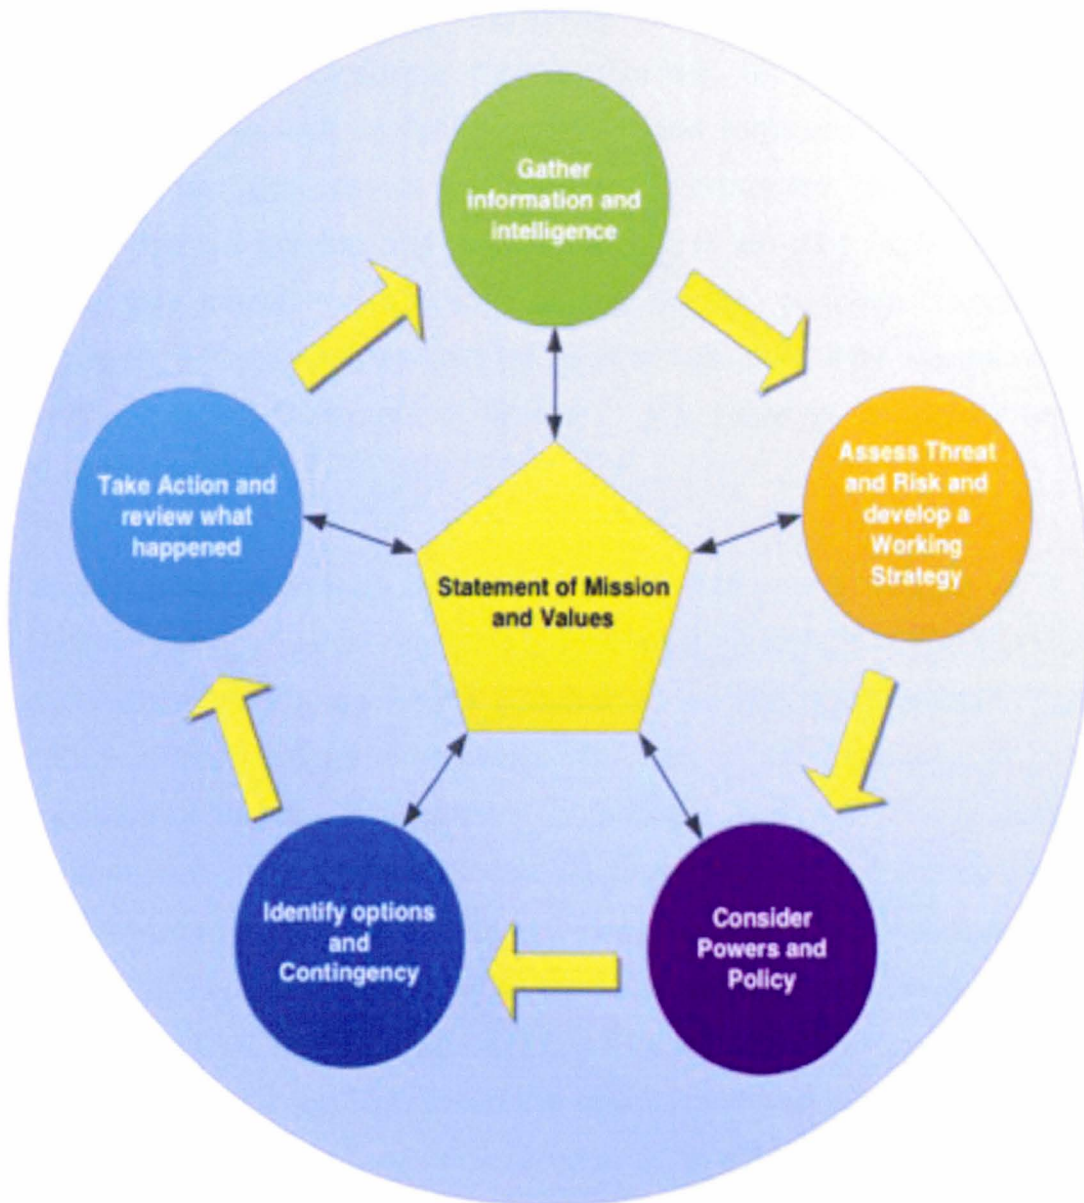 Gather
information and
intelligence
Assess Threat
and Risk and
develop a
Working
Strategy
Take Action and
review what
happened
Statement of Mission
and Values
Identify options
and
Contingency
Consider
Powers and
Policy